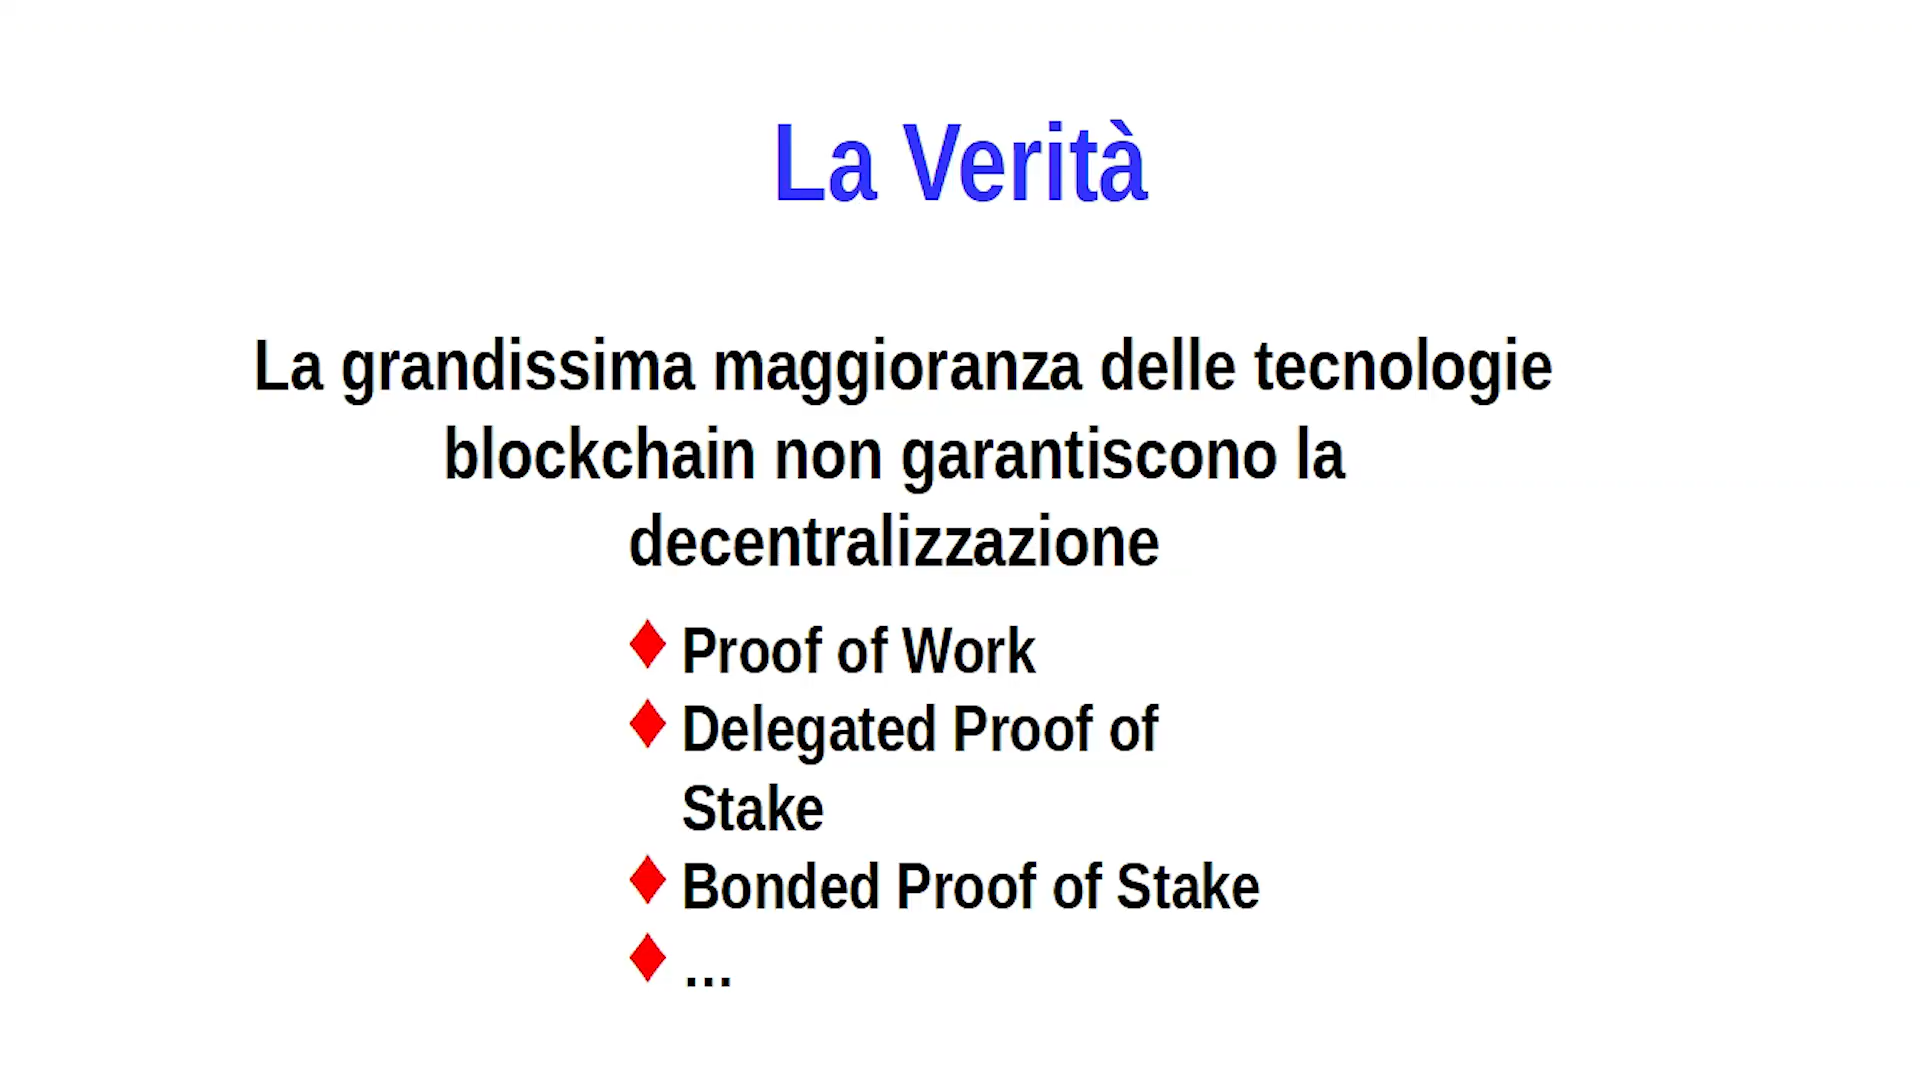 La Verità
La grandissima maggioranza delle tecnologie
blockchain non garantiscono la
decentralizzazione
♦ Proof of Work
♦ Delegated Proof of
Stake
♦ Bonded Proof of Stake
♦ ...